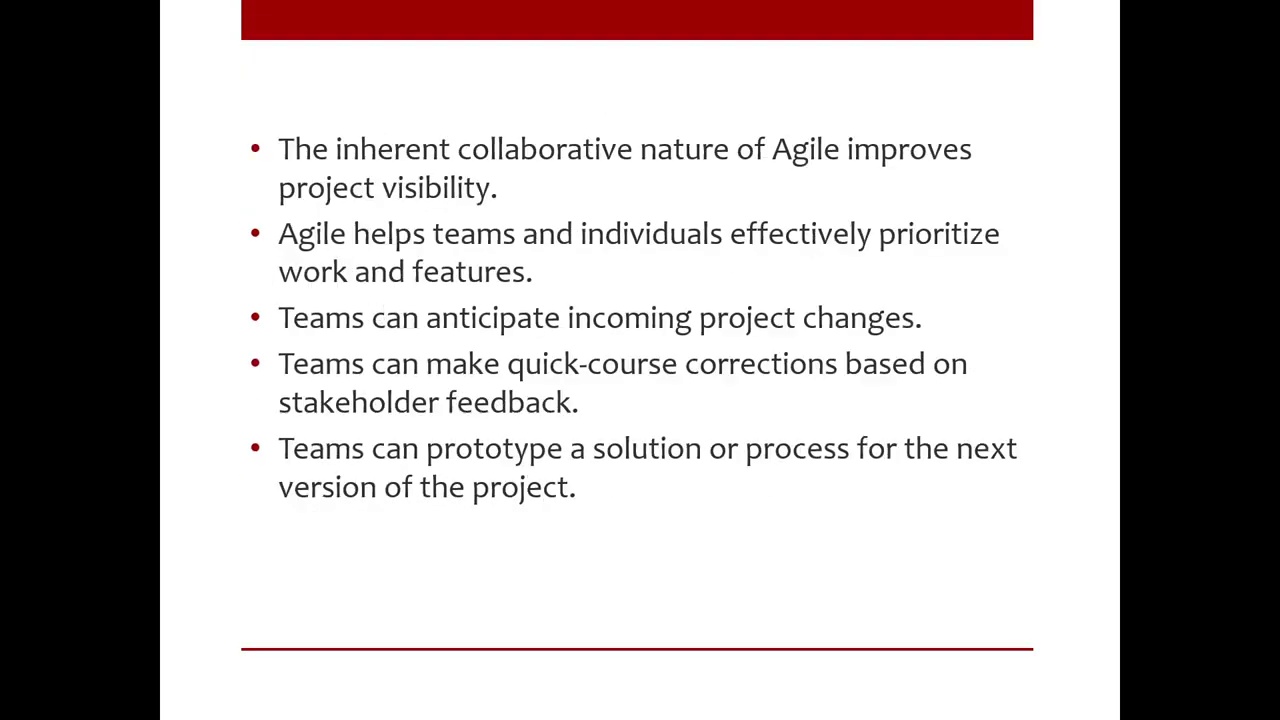 • The inherent collaborative nature of Agile improves
project visibility.
• Agile helps teams and individuals effectively prioritize
work and features.
• Teams can anticipate incoming project changes.
• Teams can make quick-course corrections based on
stakeholder feedback.
• Teams can prototype a solution or process for the next
version of the project.